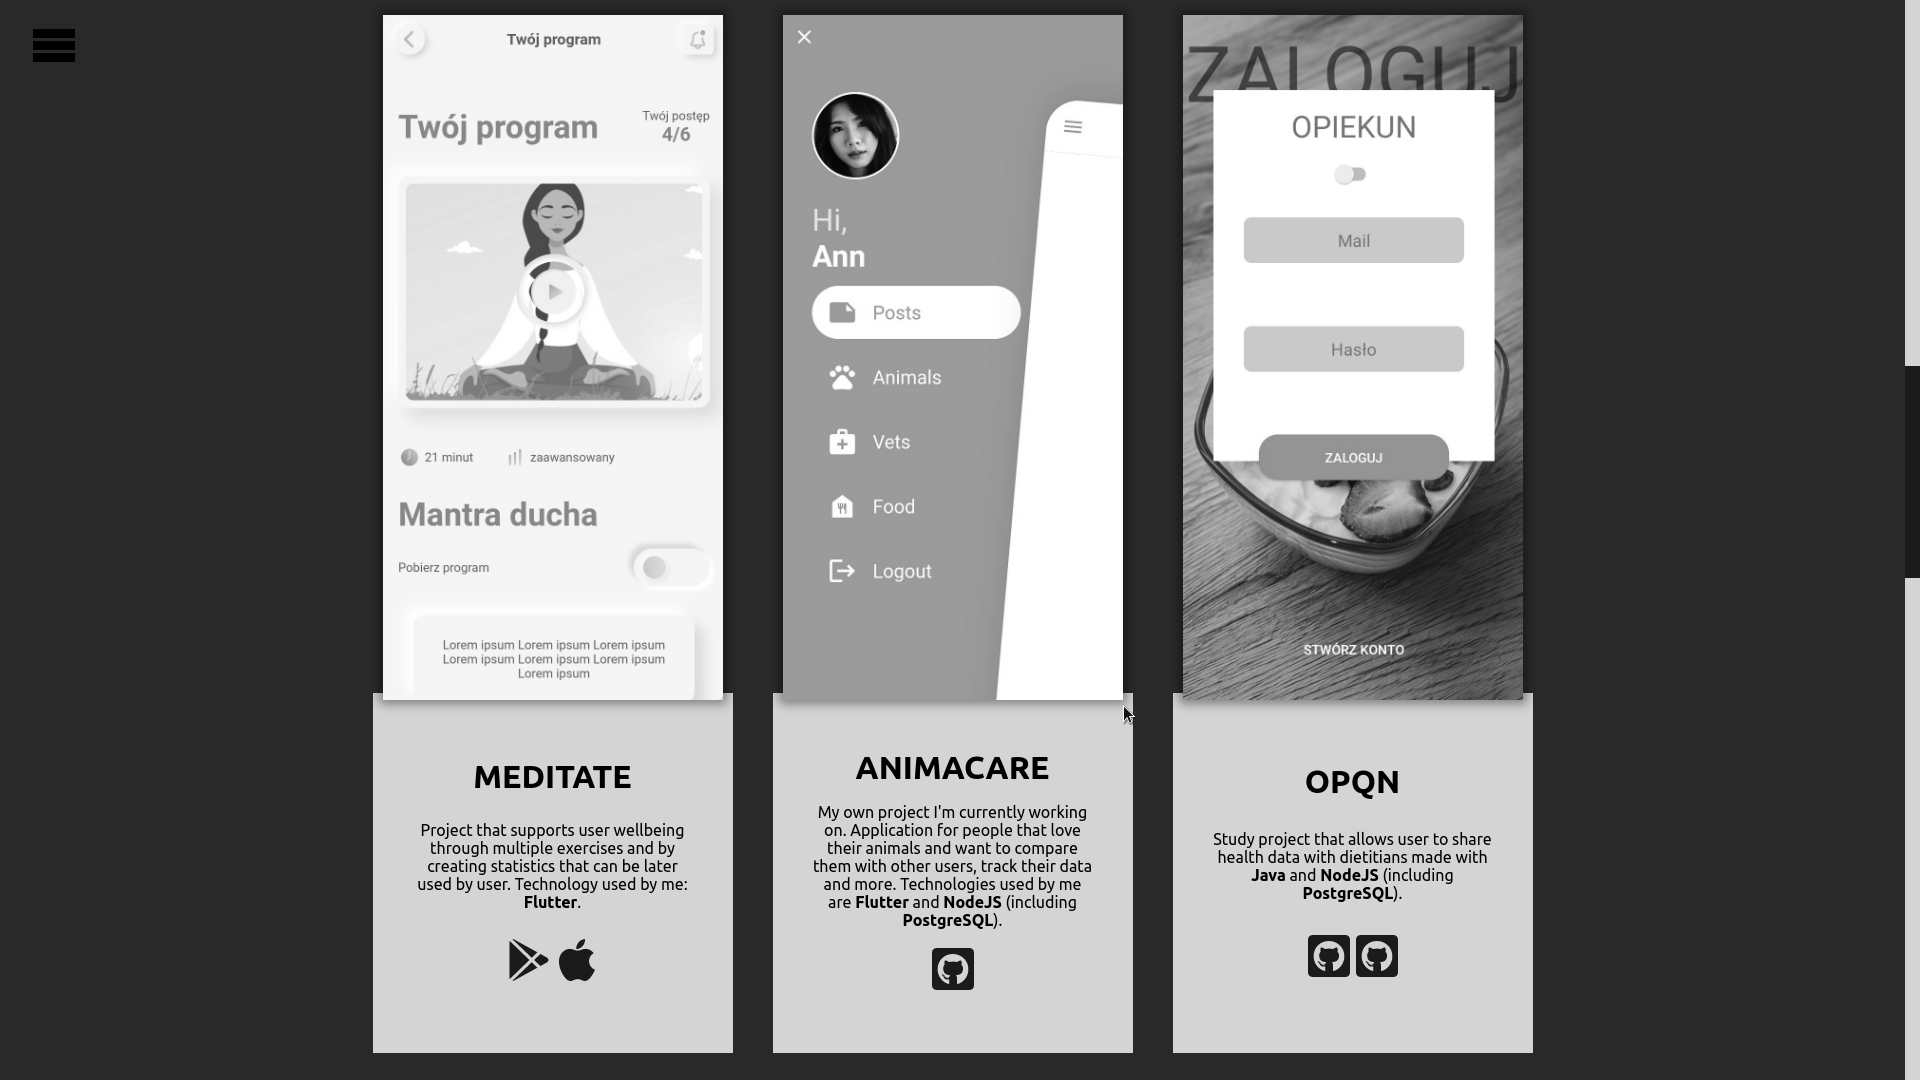 Twój program
Twój program
Twój postęp
4/6
21 minut
zaawansowany
Mantra ducha
Pobierz program
Lorem ipsum Lorem ipsum Lorem ipsum
Lorem ipsum Lorem ipsum Lorem ipsum
Lorem ipsum
MEDITATE
Project that supports user wellbeing
through multiple exercises and by
creating statistics that can be later
used by user. Technology used by me:
Flutter.
Hi,
Ann
Posts
Animals
Vets
Food
Logout
ANIMACARE
My own project I'm currently working
on. Application for people that love
their animals and want to compare
them with other users, track their data
and more. Technologies used by me
are Flutter and NodeJS (including
PostgreSQL).
ZALOGUJ
OPIEKUN
Mail
Hasło
ZALOGUJ
STWÓRZ KONTO
OPQN
Study project that allows user to share
health data with dietitians made with
Java and NodeJS (including
PostgreSQL).